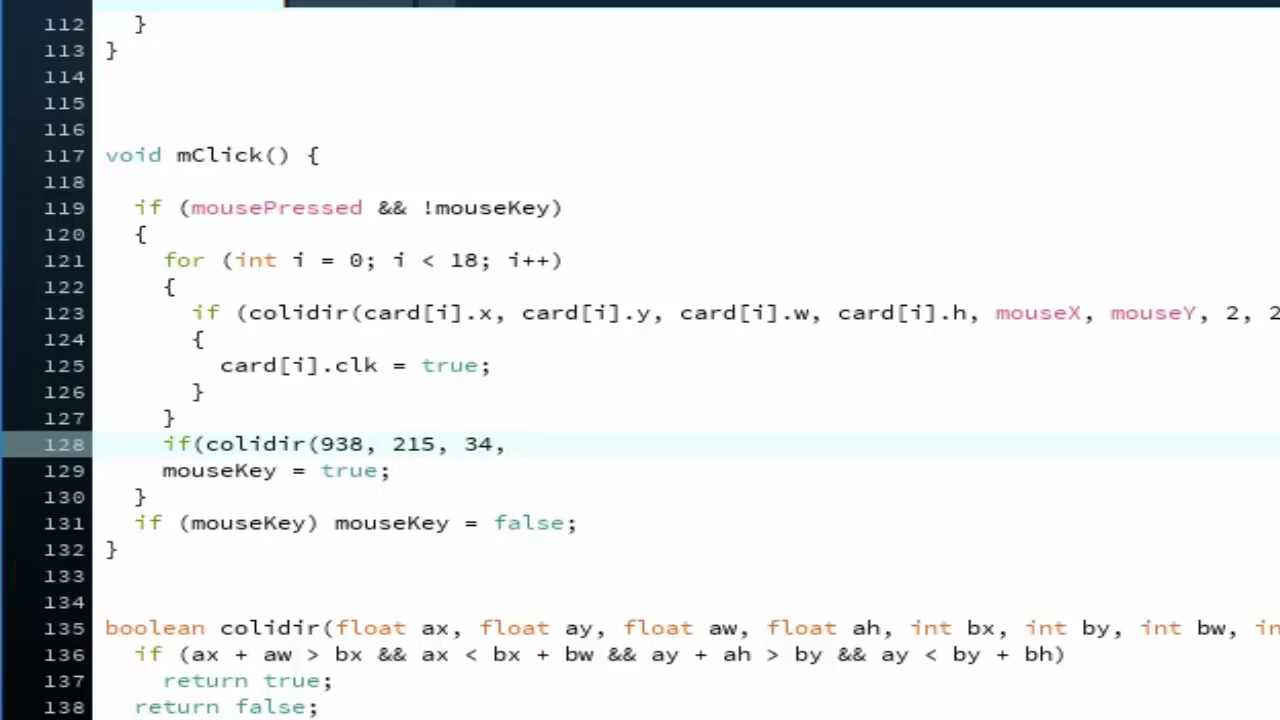 112   }
113 }
114
115
116
117 void mClick() {
118
119   if (mousePressed && !mouseKey)
120   {
121     for (int i = 0; i < 18; i++)
122     {
123       if (colidir(card[i].x, card[i].y, card[i].w, card[i].h, mouseX, mouseY, 2, 2
124       {
125         card[i].clk = true;
126       }
127     }
128     if(colidir(938, 215, 34,
129     mouseKey = true;
130   }
131   if (mouseKey) mouseKey = false;
132 }
133
134
135 boolean colidir(float ax, float ay, float aw, float ah, int bx, int by, int bw, in
136   if (ax + aw > bx && ax < bx + bw && ay + ah > by && ay < by + bh)
137     return true;
138   return false;